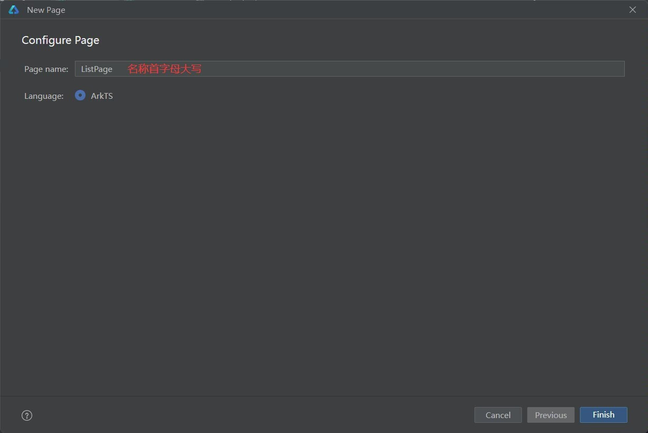 New Page
Configure Page
Page name: ListPage 名称首字母大写
Language: ArkTS
? Cancel Previous Finish